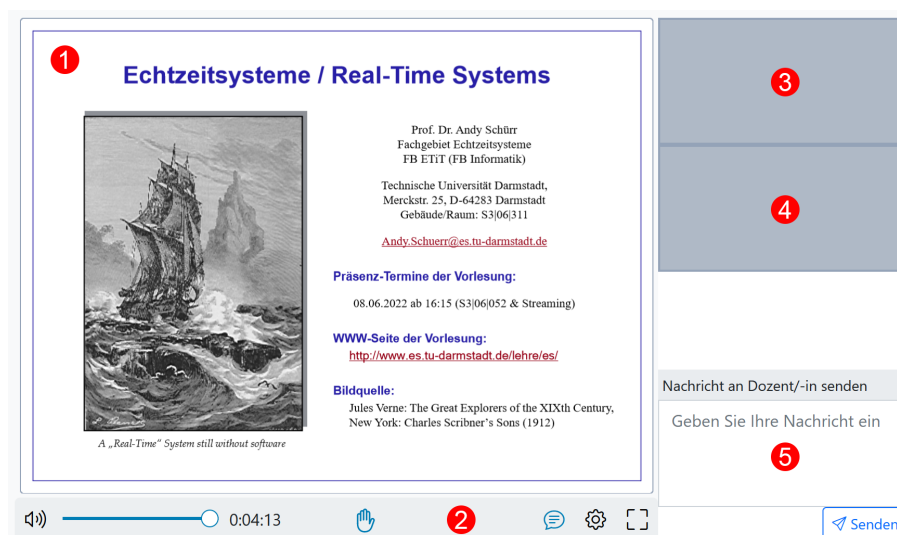 1
Echtzeitsysteme / Real-Time Systems
Prof. Dr. Andy Schürr
Fachgebiet Echtzeitsysteme
FB ETiT (FB Informatik)
Technische Universität Darmstadt,
Merckstr. 25, D-64283 Darmstadt
Gebäude/Raum: S3|06|311
Andy.Schuerr@es.tu-darmstadt.de
Präsenz-Termine der Vorlesung:
08.06.2022 ab 16:15 (S3|06|052 & Streaming)
WWW-Seite der Vorlesung:
http://www.es.tu-darmstadt.de/lehre/es/
Bildquelle:
Jules Verne: The Great Explorers of the XIXth Century,
New York: Charles Scribner's Sons (1912)
A „Real-Time" System still without software
0:04:13
2
3
4
Nachricht an Dozent/-in senden
Geben Sie Ihre Nachricht ein
5
Senden